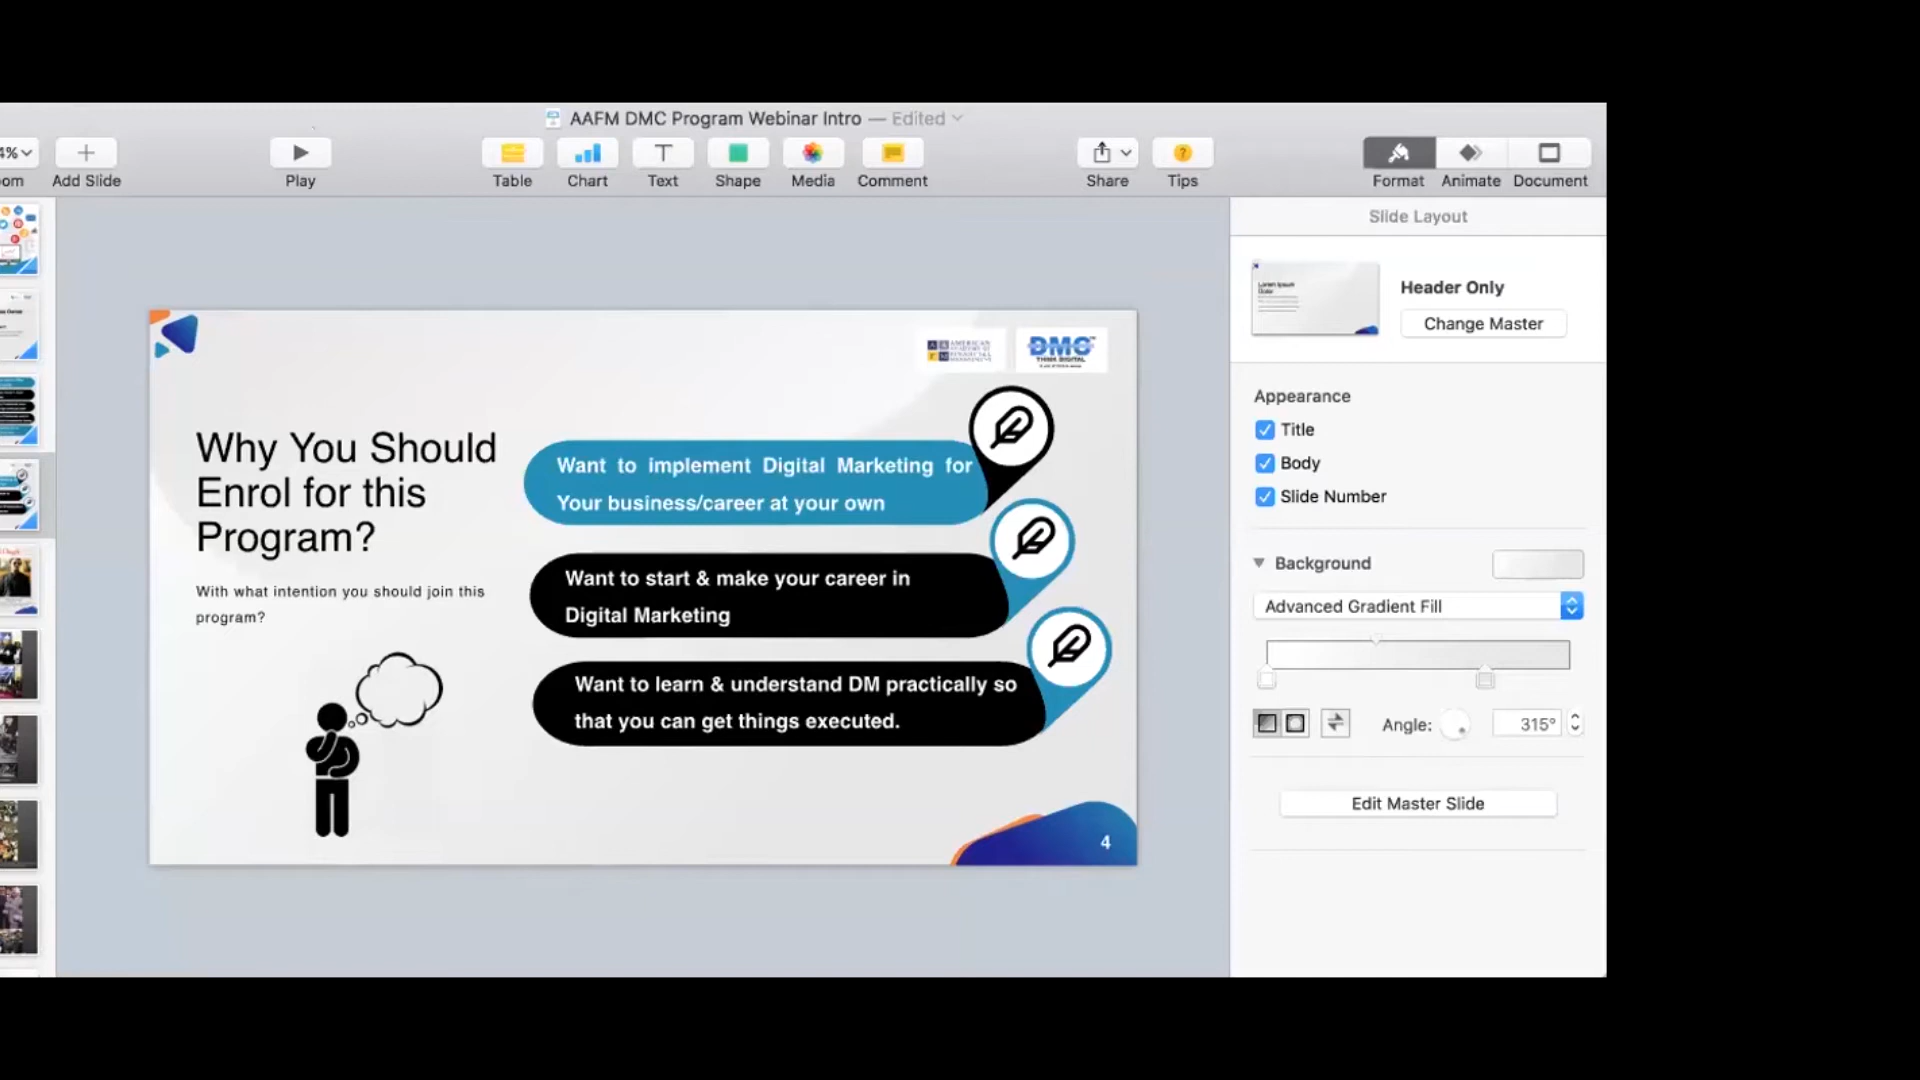 AAFM DMC Program Webinar Intro — Edited
4%
Add Slide
Play
Table
Chart
Text
Shape
Media
Comment
Share
Tips
Format
Animate
Document
Slide Layout
Header Only
Change Master
Appearance
Title
Body
Slide Number
Background
Advanced Gradient Fill
Angle:
315°
Edit Master Slide
AMERICAN
DMC
THINK DIGITAL
Why You Should
Enrol for this
Program?
With what intention you should join this
program?
Want to implement Digital Marketing for
Your business/career at your own
Want to start & make your career in
Digital Marketing
Want to learn & understand DM practically so
that you can get things executed.
4